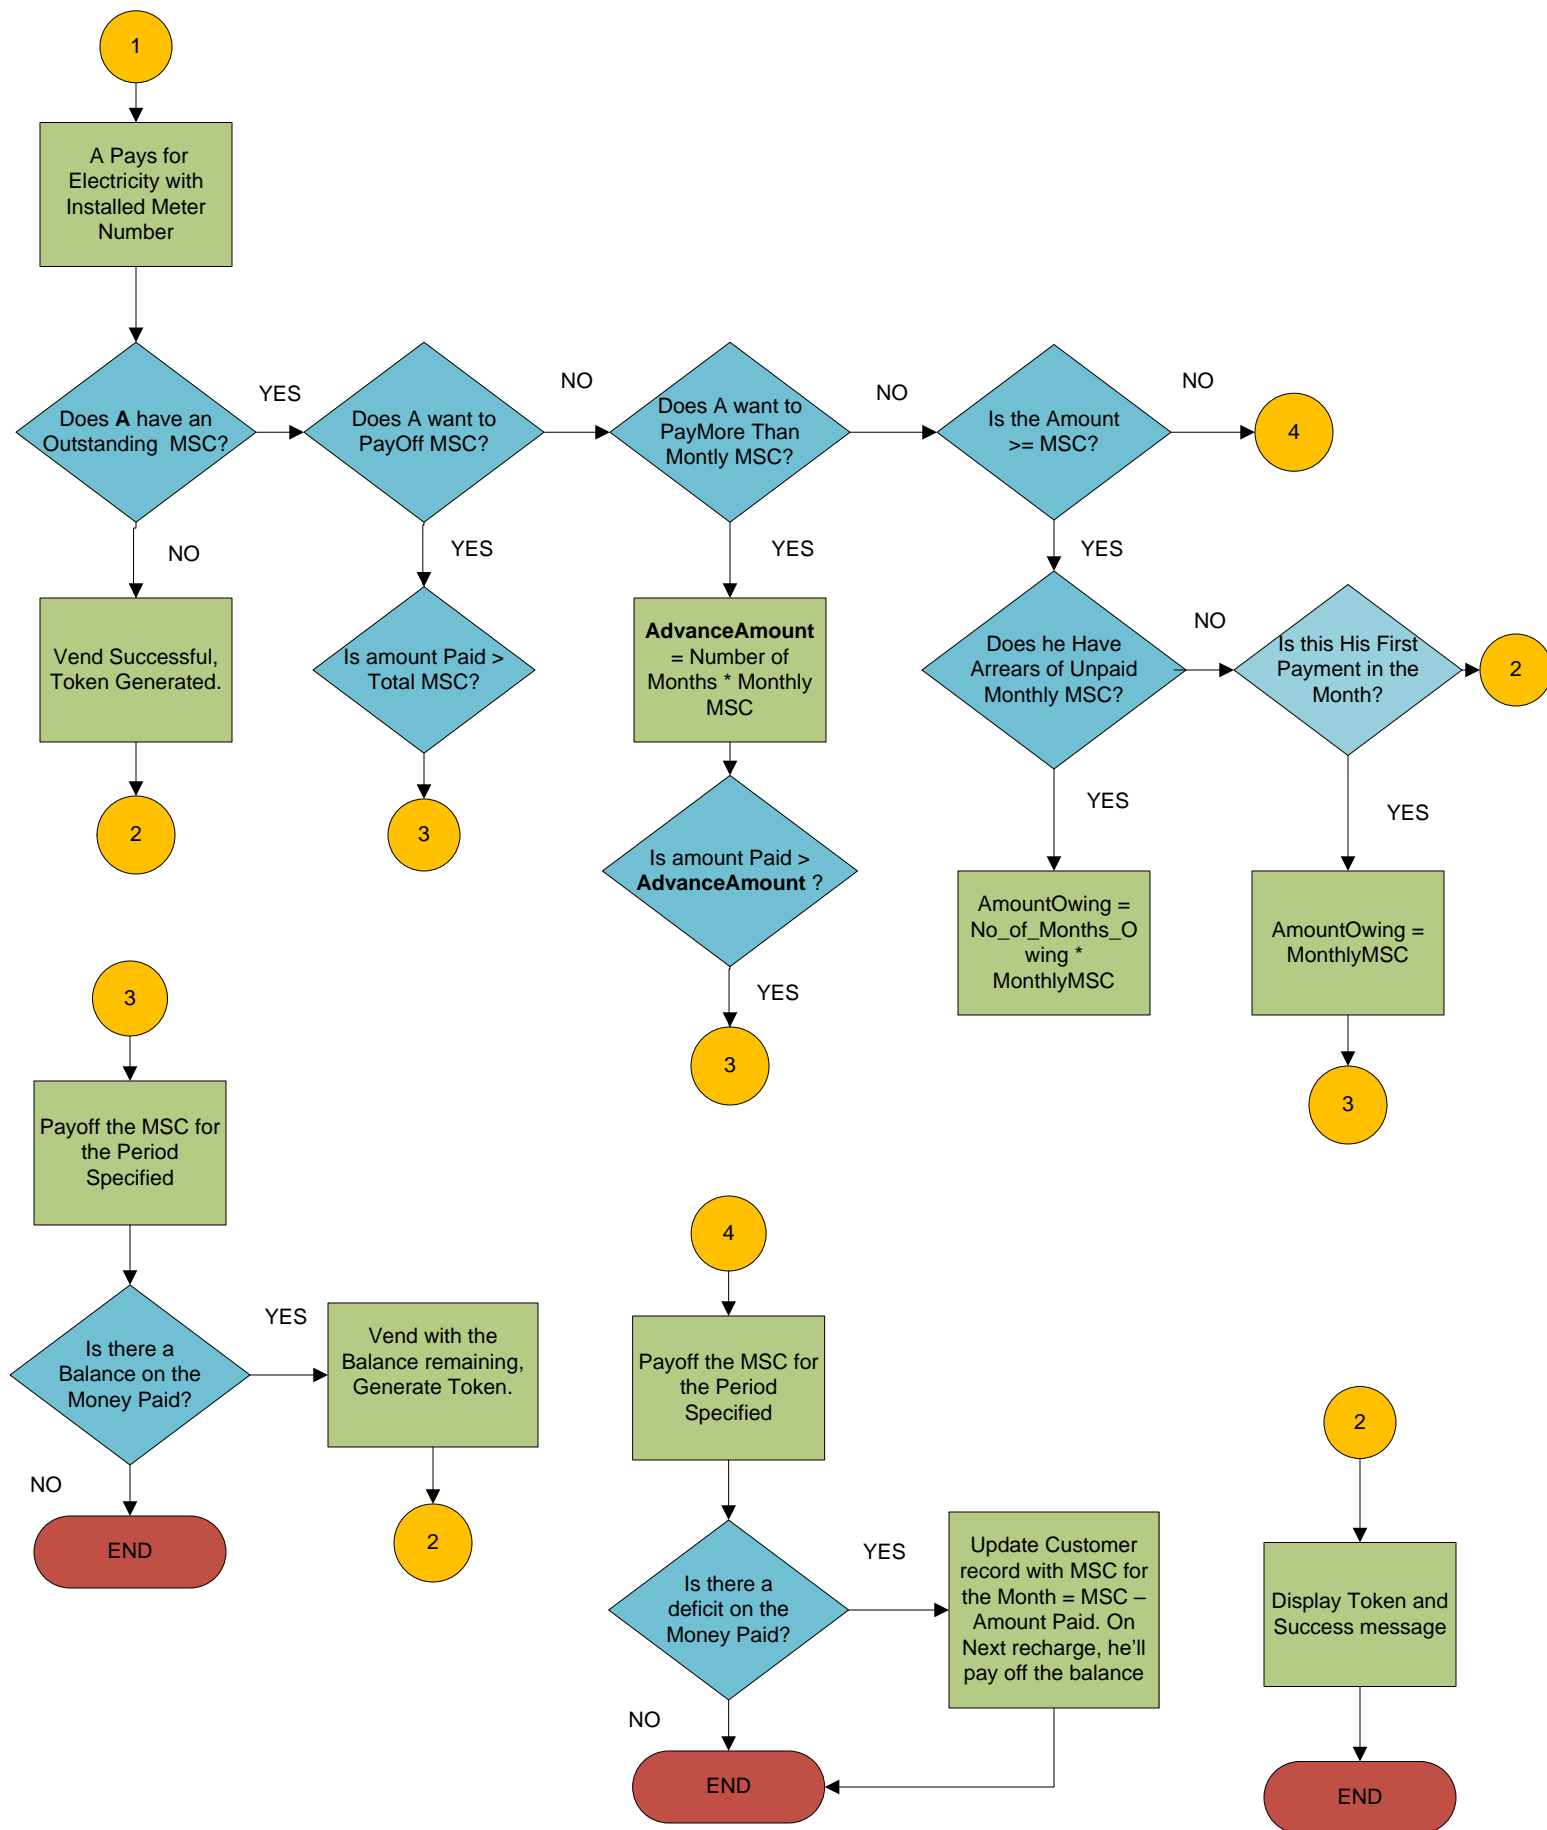 1
A Pays for
Electricity with
Installed Meter
Number
Does A have an
Outstanding MSC?
YES
Does A want to
PayOff MSC?
NO
Does A want to
PayMore Than
Montly MSC?
NO
Is the Amount
>= MSC?
NO
4
NO
YES
YES
YES
Vend Successful,
Token Generated.
Is amount Paid >
Total MSC?
AdvanceAmount
= Number of
Months * Monthly
MSC
Does he Have
Arrears of Unpaid
Monthly MSC?
NO
Is this His First
Payment in the
Month?
2
2
3
Is amount Paid >
AdvanceAmount ?
YES
YES
AmountOwing =
No_of_Months_O
wing *
MonthlyMSC
AmountOwing =
MonthlyMSC
YES
3
3
3
Payoff the MSC for
the Period
Specified
Is there a
Balance on the
Money Paid?
YES
Vend with the
Balance remaining,
Generate Token.
NO
END
2
4
Payoff the MSC for
the Period
Specified
Is there a
deficit on the
Money Paid?
YES
Update Customer
record with MSC for
the Month = MSC –
Amount Paid. On
Next recharge, he’ll
pay off the balance
NO
END
2
Display Token and
Success message
END